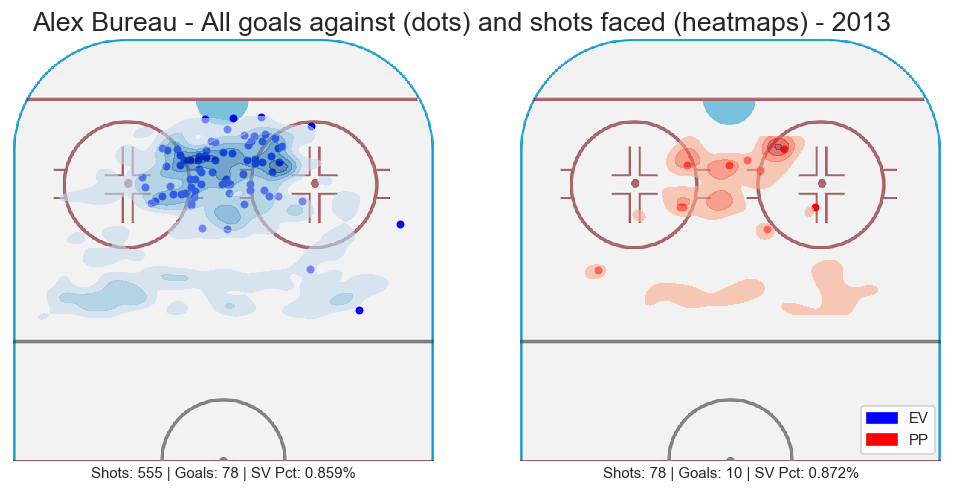 Alex Bureau - All goals against (dots) and shots faced (heatmaps) - 2013
EV
PP
Shots: 555 | Goals: 78 | SV Pct: 0.859%
Shots: 78 | Goals: 10 | SV Pct: 0.872%